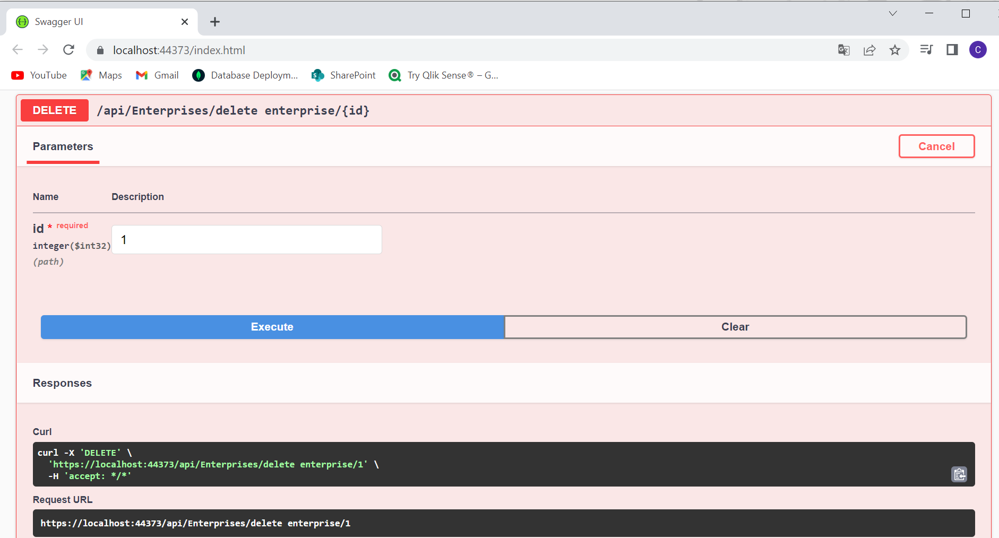 Swagger UI
localhost:44373/index.html
C
YouTube Maps Gmail Database Deploym... SharePoint Try Qlik Sense® – G...
DELETE /api/Enterprises/delete enterprise/{id}
Parameters Cancel
Name Description
id * required
integer($int32)
(path)
1
Execute Clear
Responses
Curl
curl -X 'DELETE' \
'https://localhost:44373/api/Enterprises/delete enterprise/1' \
-H 'accept: */*'
Request URL
https://localhost:44373/api/Enterprises/delete enterprise/1